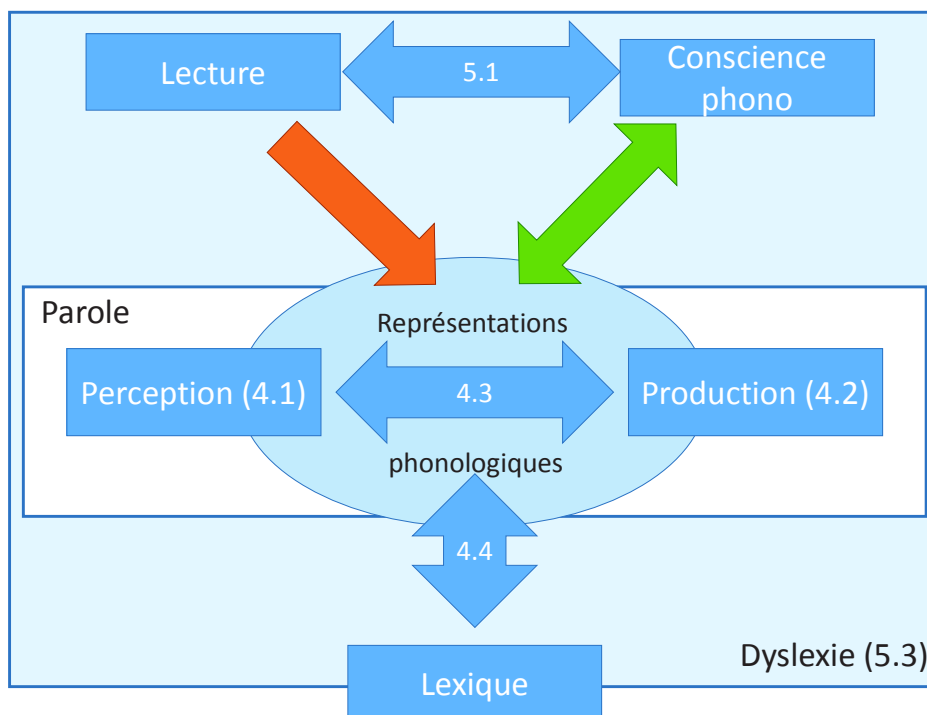 Lecture
5.1
Conscience
phono
Parole
Représentations
Perception (4.1)
4.3
Production (4.2)
phonologiques
4.4
Dyslexie (5.3)
Lexique